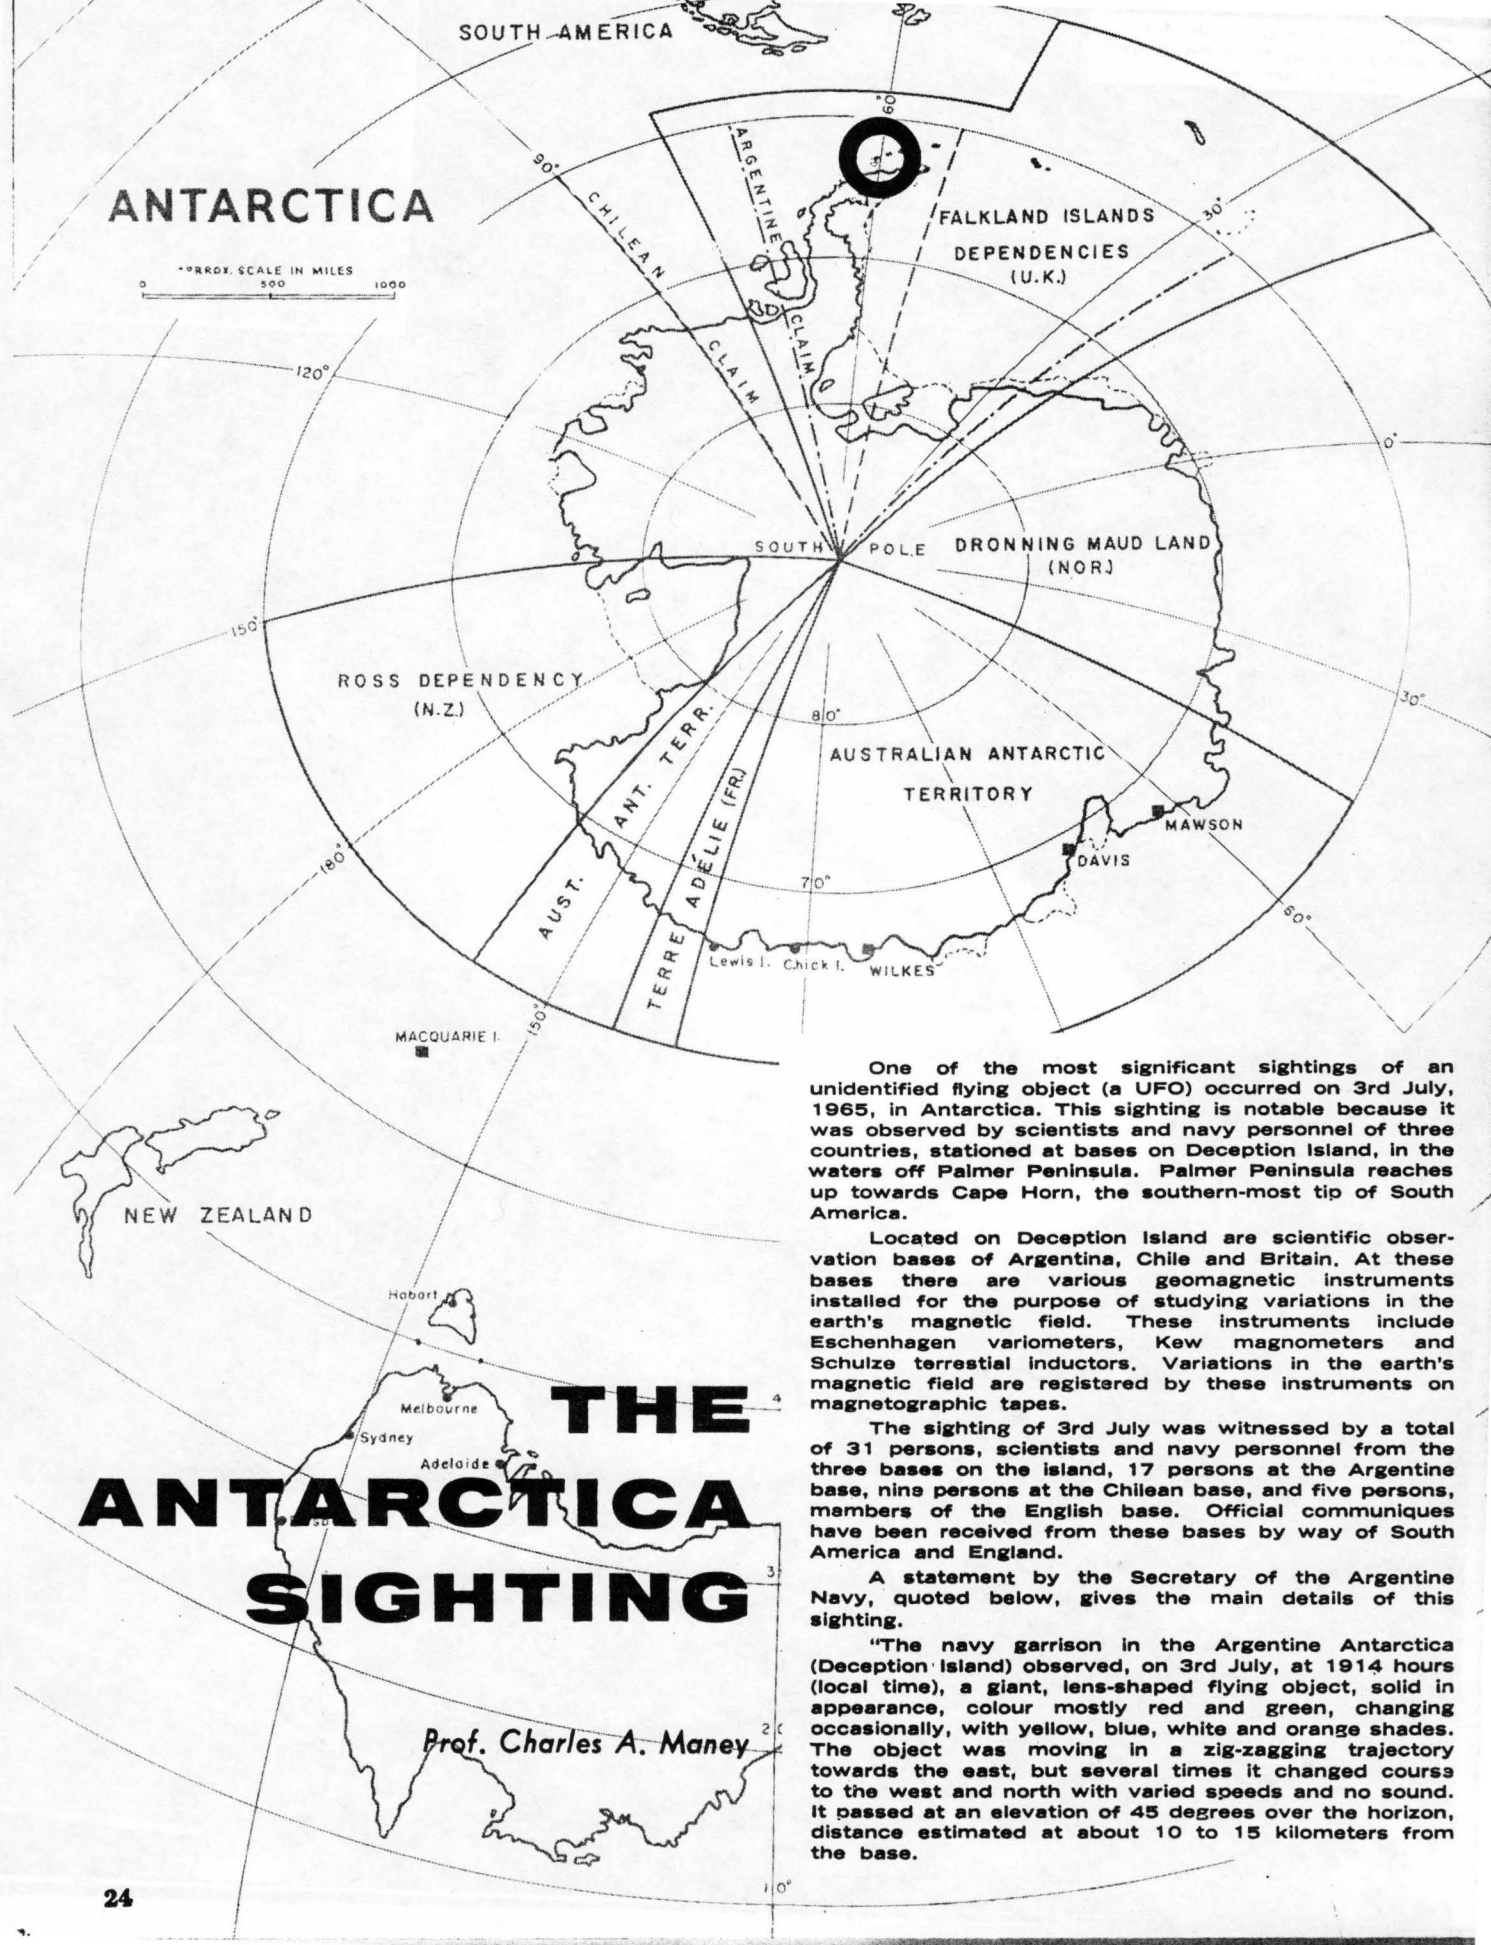 SOUTH AMERICA
60°
90°
ARGENTINE
CLAIM
CHILEAN
CLAIM
FALKLAND ISLANDS
DEPENDENCIES
(U.K.)
30°
ANTARCTICA
SCALE IN MILES
0 500 1000
120°
0°
SOUTH POLE
DRONNING MAUD LAND
(NOR.)
150°
ROSS DEPENDENCY
(N.Z.)
30°
80°
AUSTRALIAN ANTARCTIC
TERRITORY
AUST. ANT. TERR.
TERRE ADÉLIE (FR.)
MAWSON
DAVIS
180°
70°
60°
Lewis I. Chick I. WILKES
150°
MACQUARIE I.
NEW ZEALAND
Hobart
Melbourne
Sydney
Adelaide
4
3
2
10°
THE
ANTARCTICA
SIGHTING
Prof. Charles A. Maney
One of the most significant sightings of an
unidentified flying object (a UFO) occurred on 3rd July,
1965, in Antarctica. This sighting is notable because it
was observed by scientists and navy personnel of three
countries, stationed at bases on Deception Island, in the
waters off Palmer Peninsula. Palmer Peninsula reaches
up towards Cape Horn, the southern-most tip of South
America.
Located on Deception Island are scientific obser-
vation bases of Argentina, Chile and Britain. At these
bases there are various geomagnetic instruments
installed for the purpose of studying variations in the
earth's magnetic field. These instruments include
Eschenhagen variometers, Kew magnometers and
Schulze terrestial inductors. Variations in the earth's
magnetic field are registered by these instruments on
magnetographic tapes.
The sighting of 3rd July was witnessed by a total
of 31 persons, scientists and navy personnel from the
three bases on the island, 17 persons at the Argentine
base, nine persons at the Chilean base, and five persons,
mambers of the English base. Official communiques
have been received from these bases by way of South
America and England.
A statement by the Secretary of the Argentine
Navy, quoted below, gives the main details of this
sighting.
"The navy garrison in the Argentine Antarctica
(Deception Island) observed, on 3rd July, at 1914 hours
(local time), a giant, lens-shaped flying object, solid in
appearance, colour mostly red and green, changing
occasionally, with yellow, blue, white and orange shades.
The object was moving in a zig-zagging trajectory
towards the east, but several times it changed course
to the west and north with varied speeds and no sound.
It passed at an elevation of 45 degrees over the horizon,
distance estimated at about 10 to 15 kilometers from
the base.
24